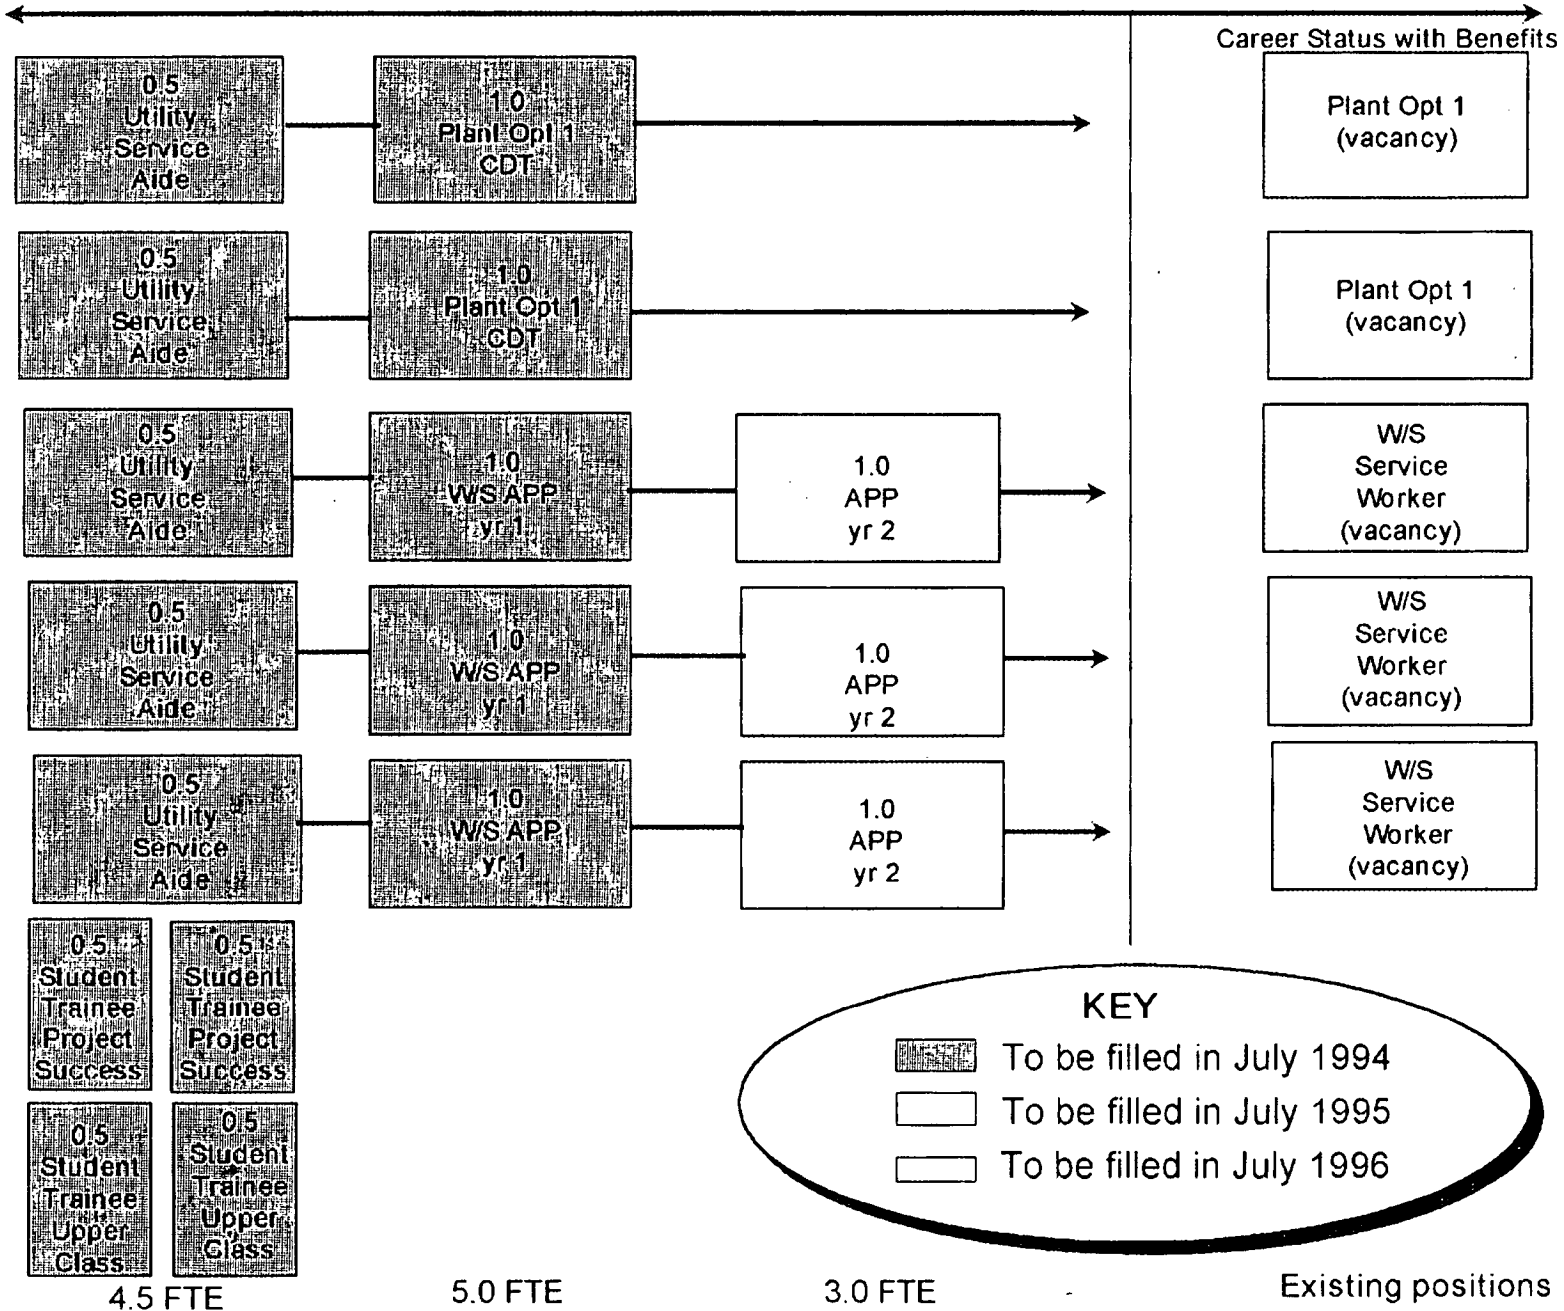 Career Status with Benefits
0.5
Utility
Service
Aide
1.0
Plant Opt 1
CDT
Plant Opt 1
(vacancy)
0.5
Utility
Service
Aide
1.0
Plant Opt 1
CDT
Plant Opt 1
(vacancy)
0.5
Utility
Service
Aide
1.0
W/S APP
yr 1
1.0
APP
yr 2
W/S
Service
Worker
(vacancy)
0.5
Utility
Service
Aide
1.0
W/S APP
yr 1
1.0
APP
yr 2
W/S
Service
Worker
(vacancy)
0.5
Utility
Service
Aide
1.0
W/S APP
yr 1
1.0
APP
yr 2
W/S
Service
Worker
(vacancy)
0.5
Student
Trainee
Project
Success
0.5
Student
Trainee
Project
Success
0.5
Student
Trainee
Upper
Class
0.5
Student
Trainee
Upper
Class
KEY
To be filled in July 1994
To be filled in July 1995
To be filled in July 1996
4.5 FTE
5.0 FTE
3.0 FTE
Existing positions